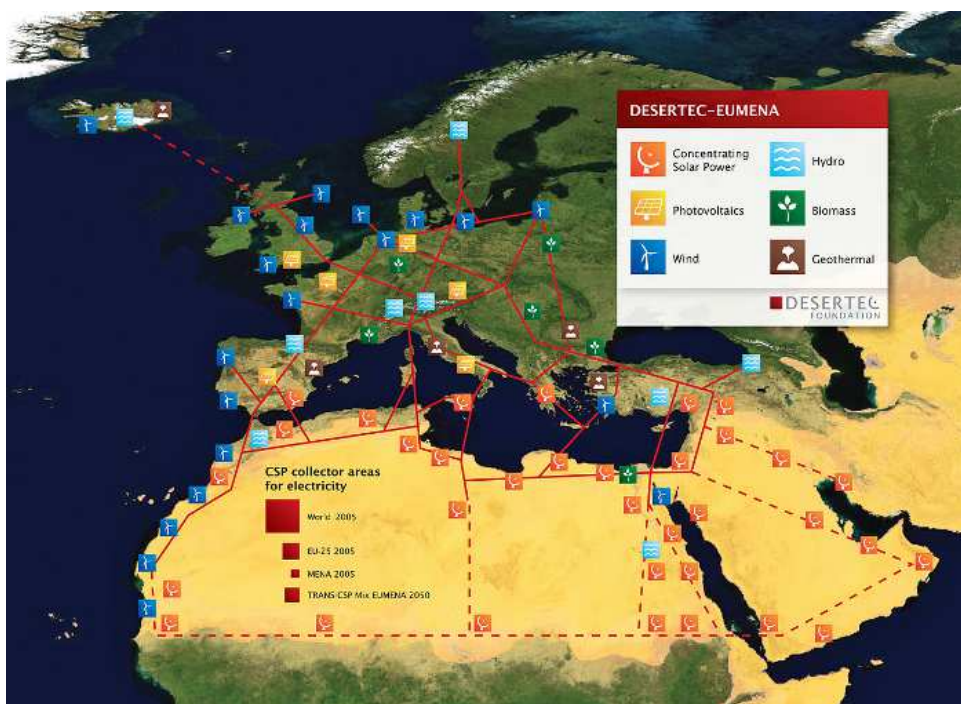 DESERTEC-EUMENA
Concentrating
Solar Power
Hydro
Photovoltaics
Biomass
Wind
Geothermal
DESERTEC
FOUNDATION
CSP collector areas
for electricity
World 2005
EU-25 2005
MENA 2005
TRANS-CSP Mix EUMENA 2050